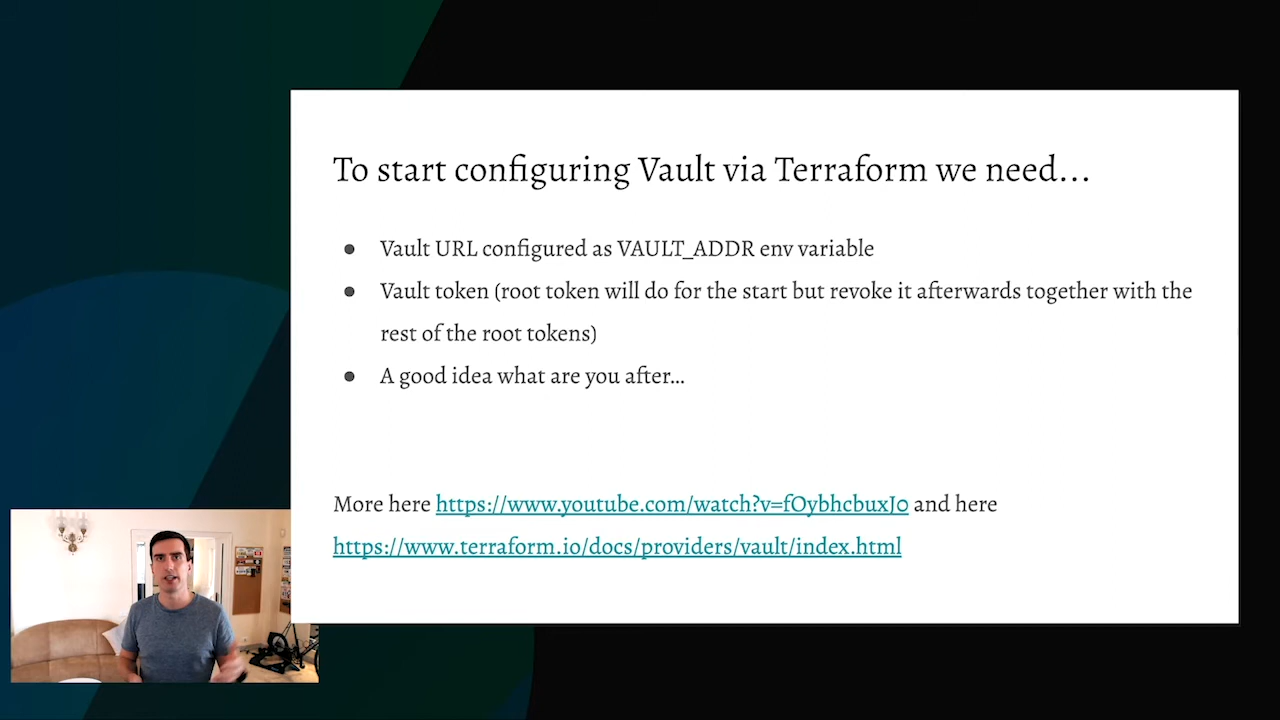 To start configuring Vault via Terraform we need...
● Vault URL configured as VAULT_ADDR env variable
● Vault token (root token will do for the start but revoke it afterwards together with the
rest of the root tokens)
● A good idea what are you after...
More here https://www.youtube.com/watch?v=fOybhcbuxJ0 and here
https://www.terraform.io/docs/providers/vault/index.html